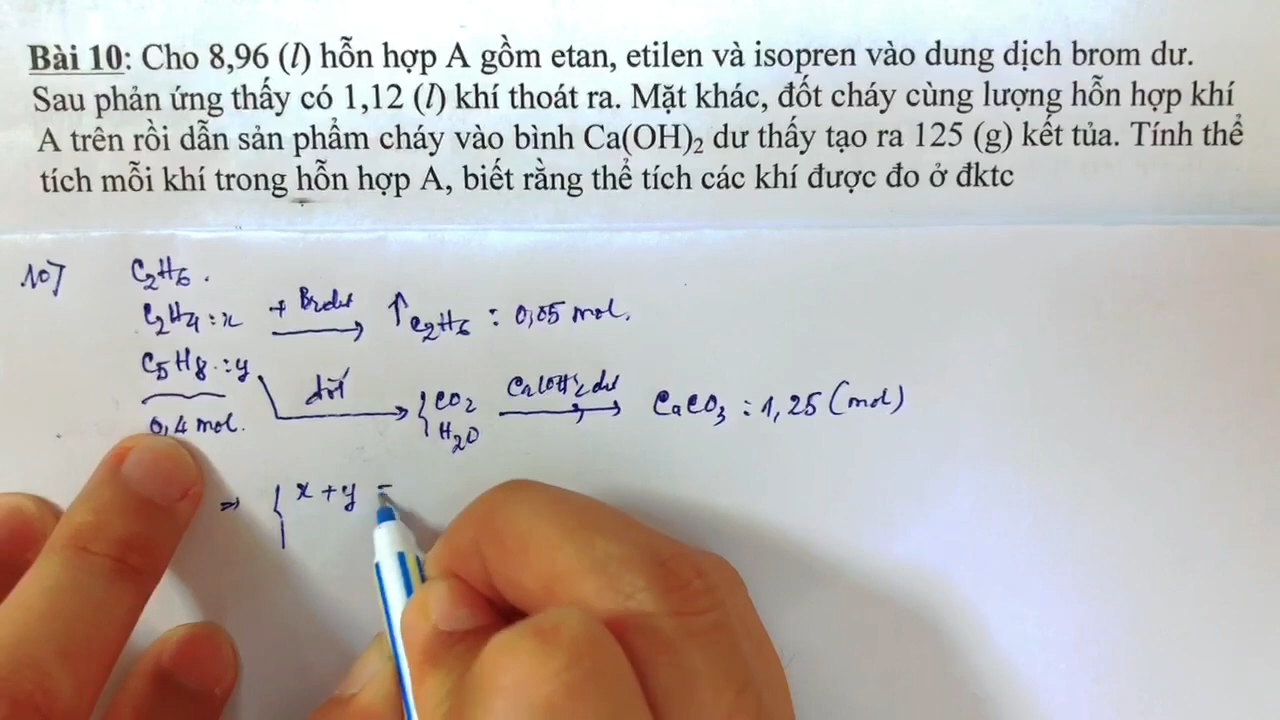 Bài 10: Cho 8,96 (l) hỗn hợp A gồm etan, etilen và isopren vào dung dịch brom dư.
Sau phản ứng thấy có 1,12 (l) khí thoát ra. Mặt khác, đốt cháy cùng lượng hỗn hợp khí
A trên rồi dẫn sản phẩm cháy vào bình Ca(OH)₂ dư thấy tạo ra 125 (g) kết tủa. Tính thể
tích mỗi khí trong hỗn hợp A, biết rằng thể tích các khí được đo ở đktc
10)
C₂H₆.
C₂H₄ : x + Br₂ dư → ↑ C₂H₆ : 0,05 mol.
C₅H₈ : y
0,4 mol.
đốt → { CO₂ H₂O
Ca(OH)₂ dư → CaCO₃ : 1,25 (mol)
⇒ { x + y =